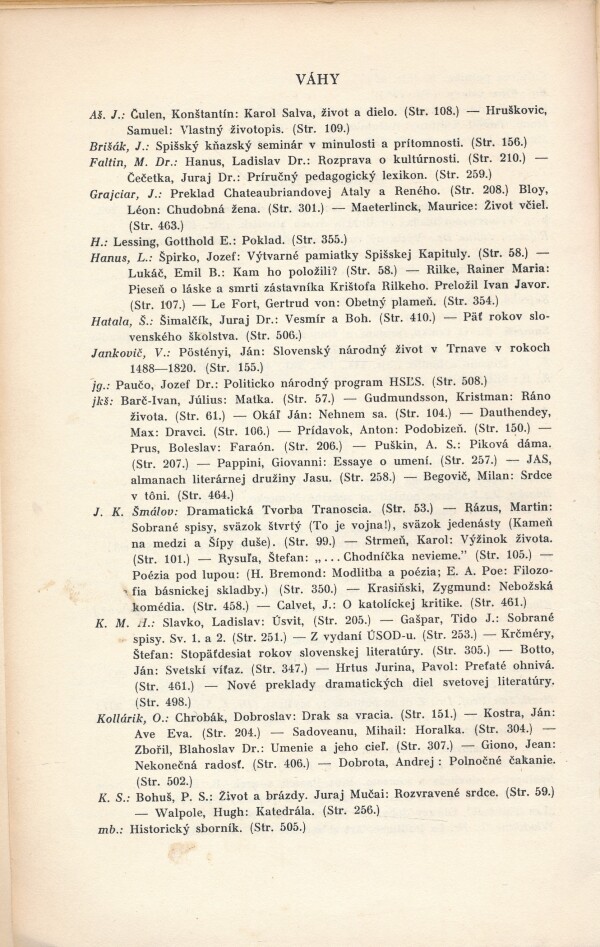 VÁHY
Aš. J.: Čulen, Konštantín: Karol Salva, život a dielo. (Str. 108.) — Hruškovic,
Samuel: Vlastný životopis. (Str. 109.)
Brišák, J.: Spišský kňazský seminár v minulosti a prítomnosti. (Str. 156.)
Faltin, M. Dr.: Hanus, Ladislav Dr.: Rozprava o kultúrnosti. (Str. 210.) —
Čečetka, Juraj Dr.: Príručný pedagogický lexikon. (Str. 259.)
Grajciar, J.: Preklad Chateaubriandovej Ataly a Reného. (Str. 208.) Bloy,
Léon: Chudobná žena. (Str. 301.) — Maeterlinck, Maurice: Život včiel.
(Str. 463.)
H.: Lessing, Gotthold E.: Poklad. (Str. 355.)
Hanus, L.: Špirko, Jozef: Výtvarné pamiatky Spišskej Kapituly. (Str. 58.) —
Lukáč, Emil B.: Kam ho položili? (Str. 58.) — Rilke, Rainer Maria:
Pieseň o láske a smrti zástavníka Krištofa Rilkeho. Preložil Ivan Javor.
(Str. 107.) — Le Fort, Gertrud von: Obetný plameň. (Str. 354.)
Hatala, Š.: Šimalčík, Juraj Dr.: Vesmír a Boh. (Str. 410.) — Päť rokov slo-
venského školstva. (Str. 506.)
Jankovič, V.: Pöstényi, Ján: Slovenský národný život v Trnave v rokoch
1488—1820. (Str. 155.)
jg.: Paučo, Jozef Dr.: Politicko národný program HSĽS. (Str. 508.)
jkš: Barč-Ivan, Július: Matka. (Str. 57.) — Gudmundsson, Kristman: Ráno
života. (Str. 61.) — Okáľ Ján: Nehnem sa. (Str. 104.) — Dauthendey,
Max: Dravci. (Str. 106.) — Prídavok, Anton: Podobizeň. (Str. 150.) —
Prus, Boleslav: Faraón. (Str. 206.) — Puškin, A. S.: Piková dáma.
(Str. 207.) — Pappini, Giovanni: Essaye o umení. (Str. 257.) — JAS,
almanach literárnej družiny Jasu. (Str. 258.) — Begovič, Milan: Srdce
v tôni. (Str. 464.)
J. K. Šmálov: Dramatická Tvorba Tranoscia. (Str. 53.) — Rázus, Martin:
Sobrané spisy, sväzok štvrtý (To je vojna!), sväzok jedenásty (Kameň
na medzi a Šípy duše). (Str. 99.) — Strmeň, Karol: Výžinok života.
(Str. 101.) — Rysuľa, Štefan: „ ... Chodníčka nevieme." (Str. 105.) —
Poézia pod lupou: (H. Bremond: Modlitba a poézia; E. A. Poe: Filozo-
fia básnickej skladby.) (Str. 350.) — Krasiňski, Zygmund: Nebožská
komédia. (Str. 458.) — Calvet, J.: O katolíckej kritike. (Str. 461.)
K. M. A.: Slavko, Ladislav: Úsvit, (Str. 205.) — Gašpar, Tido J.: Sobrané
spisy. Sv. 1. a 2. (Str. 251.) — Z vydaní ÚSOD-u. (Str. 253.) — Krčméry,
Štefan: Stopäťdesiat rokov slovenskej literatúry. (Str. 305.) — Botto,
Ján: Svetskí víťaz. (Str. 347.) — Hrtus Jurina, Pavol: Preťaté ohnivá.
(Str. 461.) — Nové preklady dramatických diel svetovej literatúry.
(Str. 498.)
Kollárik, O.: Chrobák, Dobroslav: Drak sa vracia. (Str. 151.) — Kostra, Ján:
Ave Eva. (Str. 204.) — Sadoveanu, Mihail: Horalka. (Str. 304.) —
Zbořil, Blahoslav Dr.: Umenie a jeho cieľ. (Str. 307.) — Giono, Jean:
Nekonečná radosť. (Str. 406.) — Dobrota, Andrej : Polnočné čakanie.
(Str. 502.)
K. S.: Bohuš, P. S.: Život a brázdy. Juraj Mučai: Rozvravené srdce. (Str. 59.)
— Walpole, Hugh: Katedrála. (Str. 256.)
mb.: Historický sborník. (Str. 505.)